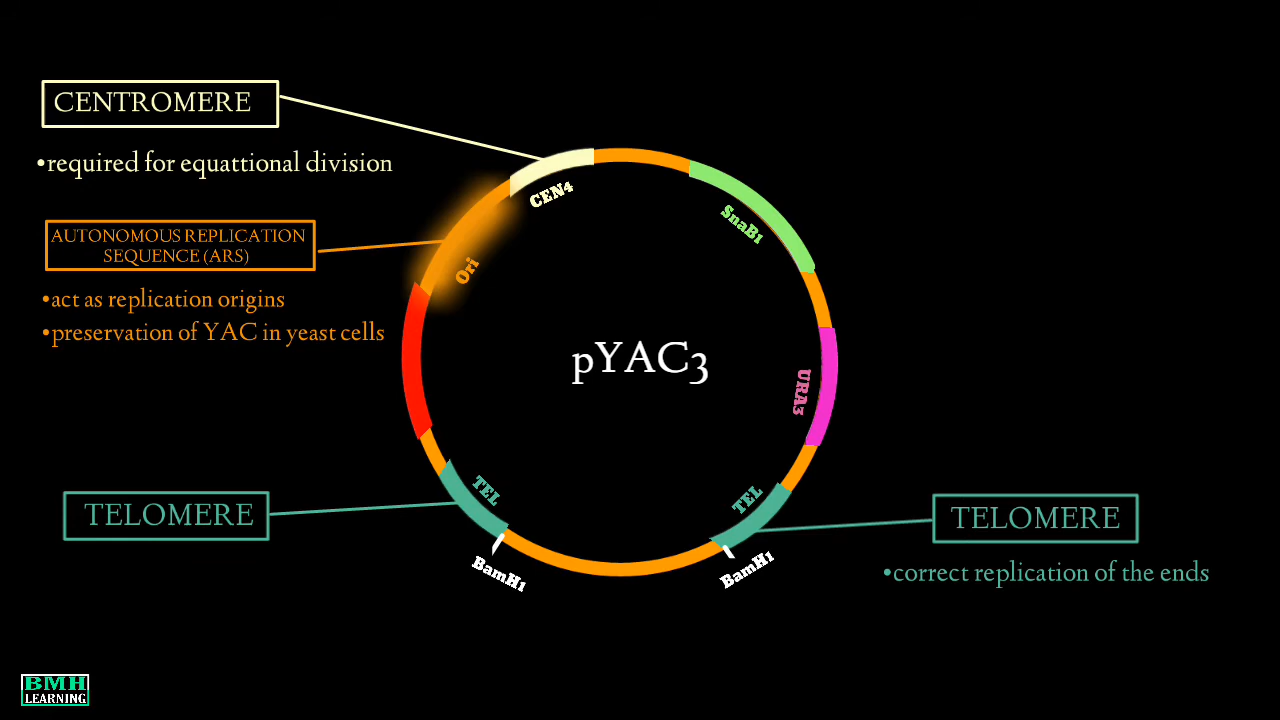 CENTROMERE
•required for equattional division
CEN4
SnaB1
AUTONOMOUS REPLICATION
SEQUENCE (ARS)
Ori
•act as replication origins
•preservation of YAC in yeast cells
pYAC3
URA3
TELOMERE
TEL
TEL
TELOMERE
BamH1
BamH1
•correct replication of the ends
BMH
LEARNING